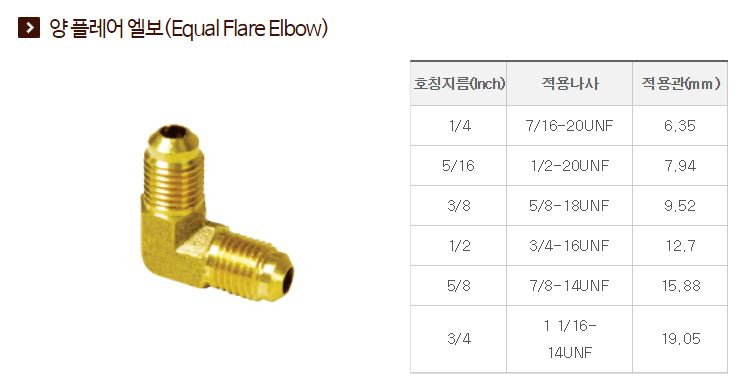 양 플레어 엘보(Equal Flare Elbow)
호칭지름(Inch) 적용나사 적용관(mm)
1/4 7/16-20UNF 6.35
5/16 1/2-20UNF 7.94
3/8 5/8-18UNF 9.52
1/2 3/4-16UNF 12.7
5/8 7/8-14UNF 15.88
3/4 1 1/16-14UNF 19.05